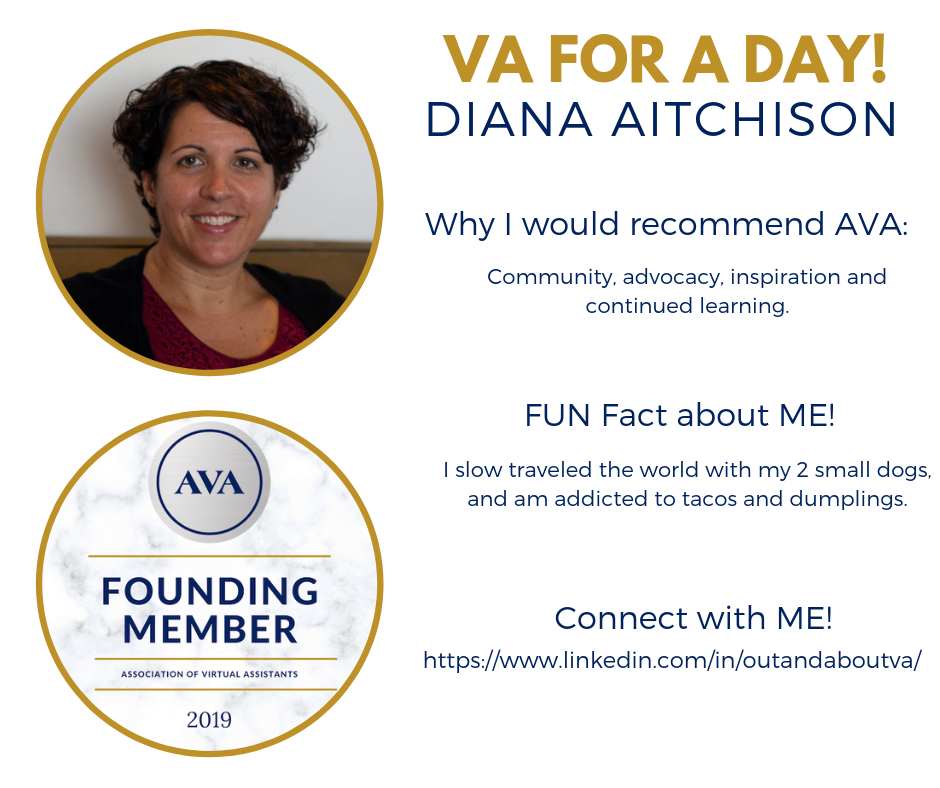 VA FOR A DAY!
DIANA AITCHISON
Why I would recommend AVA:
Community, advocacy, inspiration and
continued learning.
FUN Fact about ME!
I slow traveled the world with my 2 small dogs,
and am addicted to tacos and dumplings.
Connect with ME!
https://www.linkedin.com/in/outandaboutva/
AVA
FOUNDING
MEMBER
ASSOCIATION OF VIRTUAL ASSISTANTS
2019